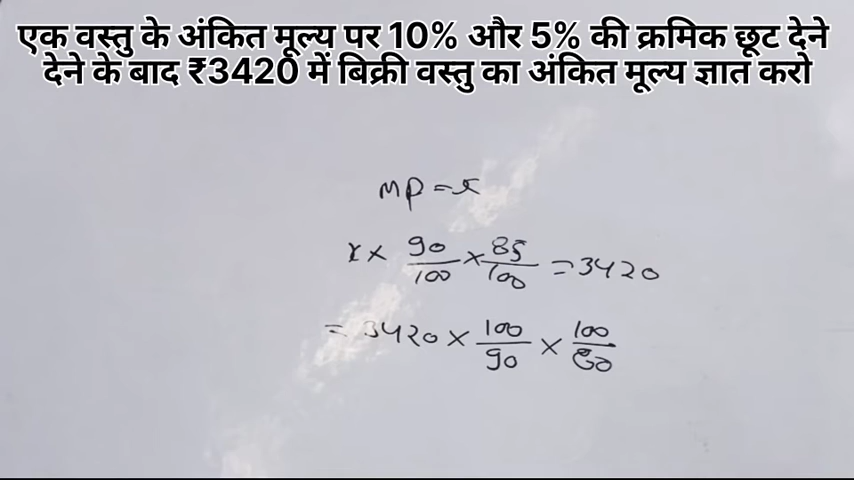 एक वस्तु के अंकित मूल्य पर 10% और 5% की क्रमिक छूट देने
देने के बाद ₹3420 में बिक्री वस्तु का अंकित मूल्य ज्ञात करो
MP = x
x × 90/100 × 85/100 = 3420
= 3420 × 100/90 × 100/80